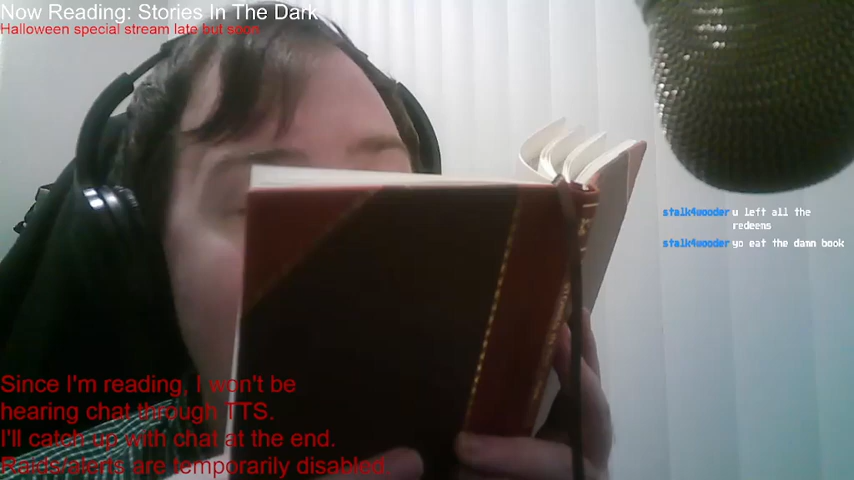 Now Reading: Stories In The Dark
Halloween special stream late but soon
stalk4wooder u left all the
redeems
stalk4wooder yo eat the damn book
Since I'm reading, I won't be
hearing chat through TTS.
I'll catch up with chat at the end.
Raids/alerts are temporarily disabled.